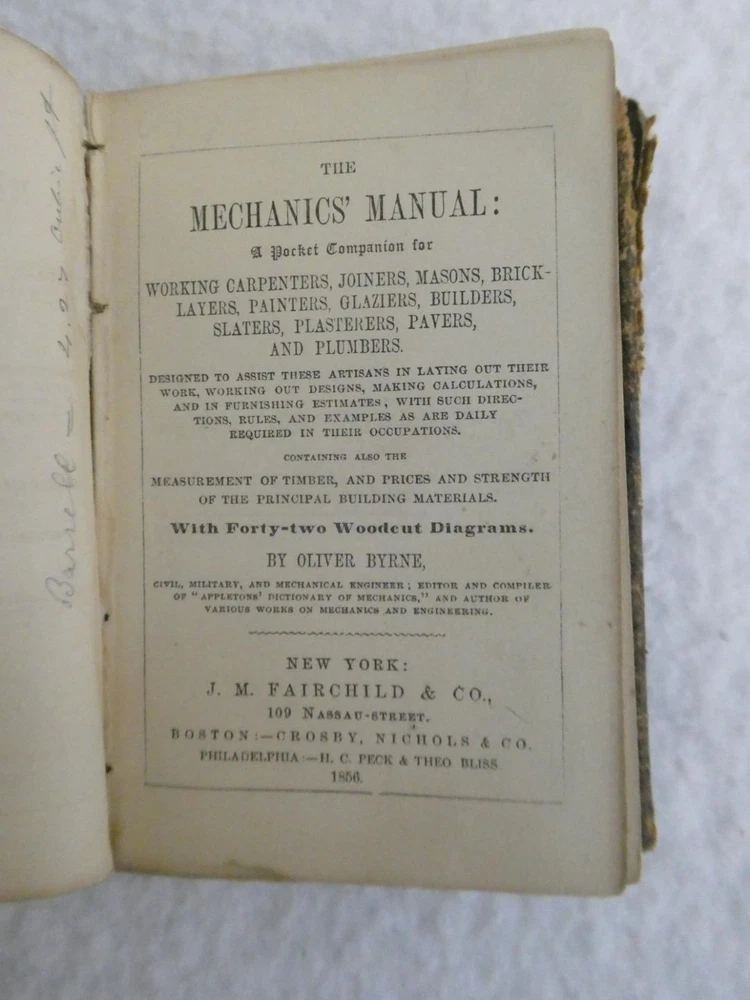 THE
MECHANICS' MANUAL:
A Pocket Companion for
WORKING CARPENTERS, JOINERS, MASONS, BRICK-
LAYERS, PAINTERS, GLAZIERS, BUILDERS,
SLATERS, PLASTERERS, PAVERS,
AND PLUMBERS.
DESIGNED TO ASSIST THESE ARTISANS IN LAYING OUT THEIR
WORK, WORKING OUT DESIGNS, MAKING CALCULATIONS,
AND IN FURNISHING ESTIMATES, WITH SUCH DIREC-
TIONS, RULES, AND EXAMPLES AS ARE DAILY
REQUIRED IN THEIR OCCUPATIONS.
CONTAINING ALSO THE
MEASUREMENT OF TIMBER, AND PRICES AND STRENGTH
OF THE PRINCIPAL BUILDING MATERIALS.
With Forty-two Woodcut Diagrams.
BY OLIVER BYRNE,
CIVIL, MILITARY, AND MECHANICAL ENGINEER; EDITOR AND COMPILER
OF "APPLETONS' DICTIONARY OF MECHANICS," AND AUTHOR OF
VARIOUS WORKS ON MECHANICS AND ENGINEERING.
NEW YORK:
J. M. FAIRCHILD & CO.,
109 NASSAU-STREET.
BOSTON:—CROSBY, NICHOLS & CO.
PHILADELPHIA:—H. C. PECK & THEO BLISS
1856.
Barrell —